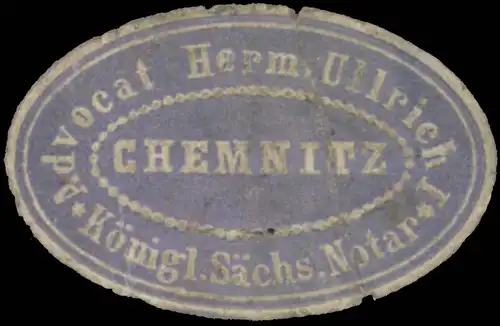 Advocat Herm. Ullrich I.
CHEMNITZ
* Königl. Sächs. Notar *